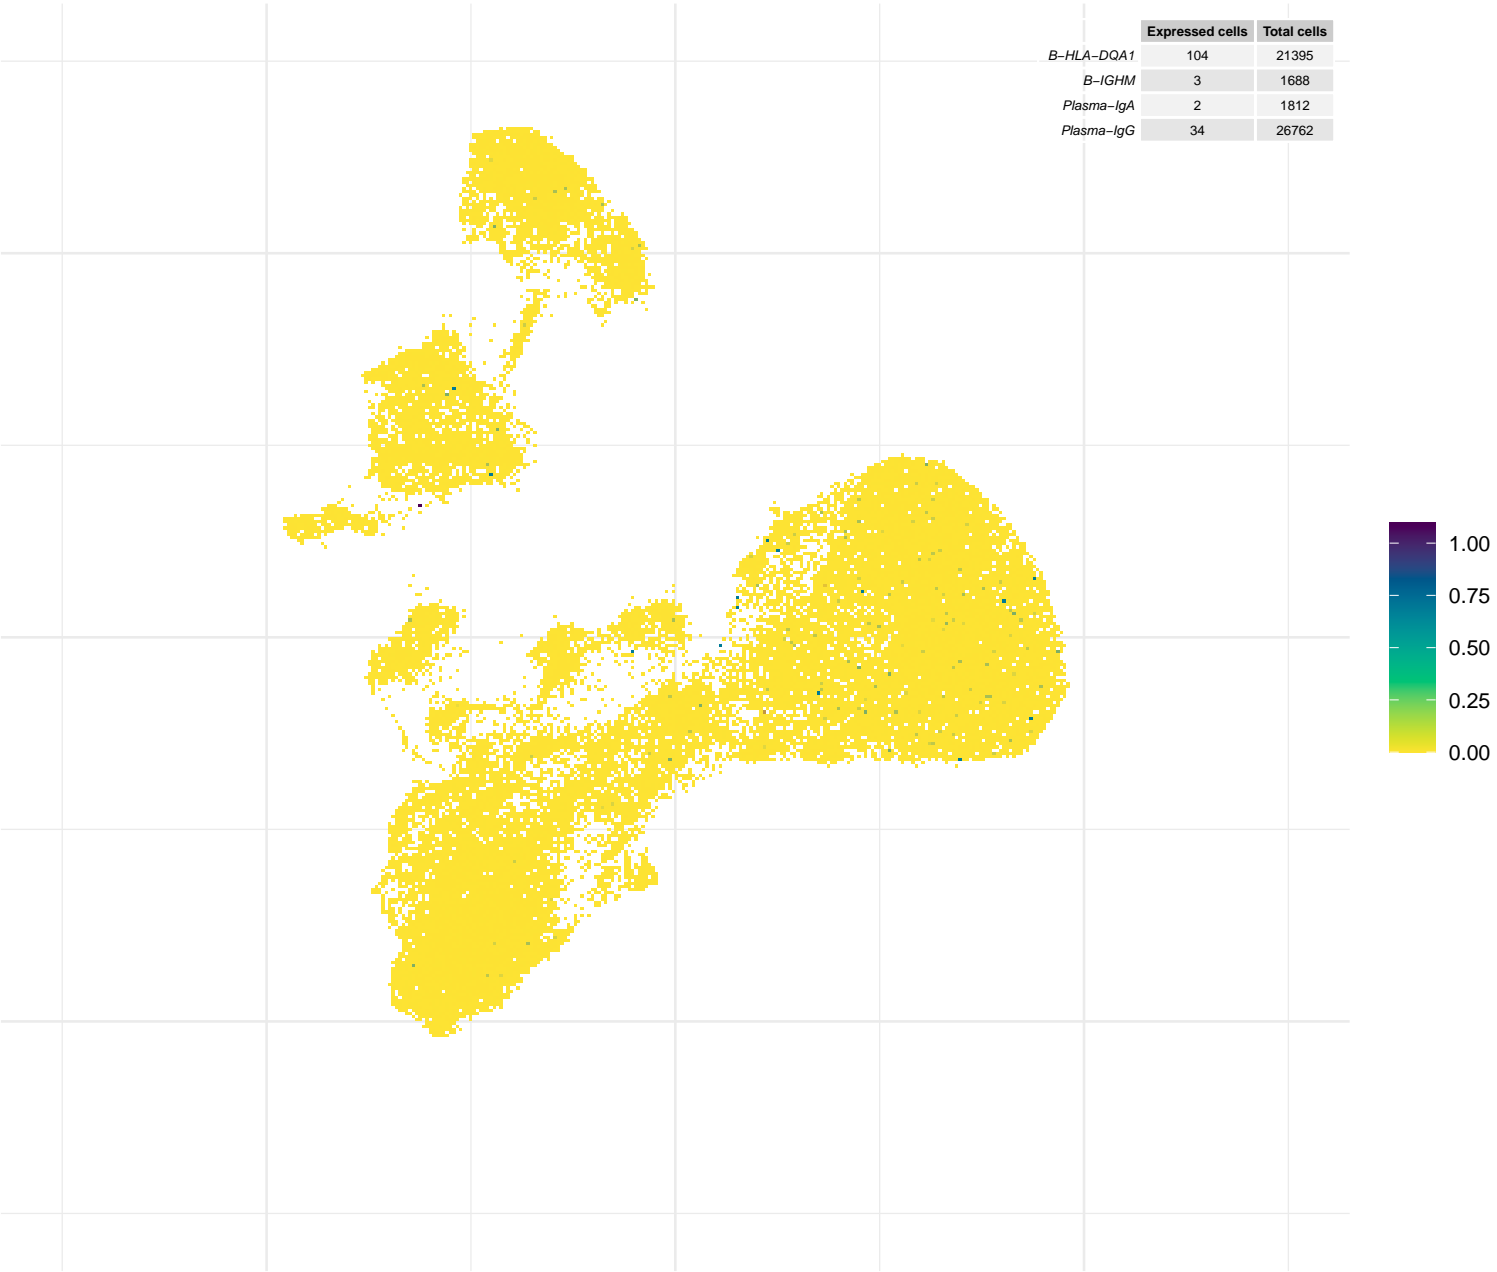 Expressed cells Total cells
B−HLA−DQA1 104 21395
B−IGHM 3 1688
Plasma−IgA 2 1812
Plasma−IgG 34 26762
1.00
0.75
0.50
0.25
0.00